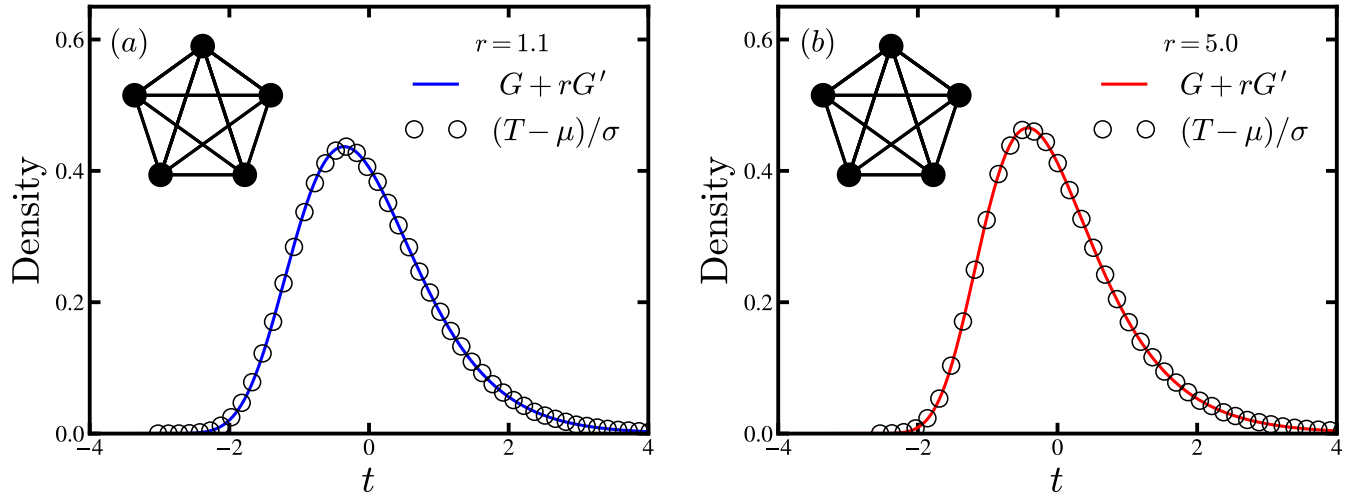 (a)
r = 1.1
G + rG′
(T − μ)/σ
Density
0.6
0.4
0.2
0.0
−4
−2
0
2
4
t
(b)
r = 5.0
G + rG′
(T − μ)/σ
Density
0.6
0.4
0.2
0.0
−4
−2
0
2
4
t